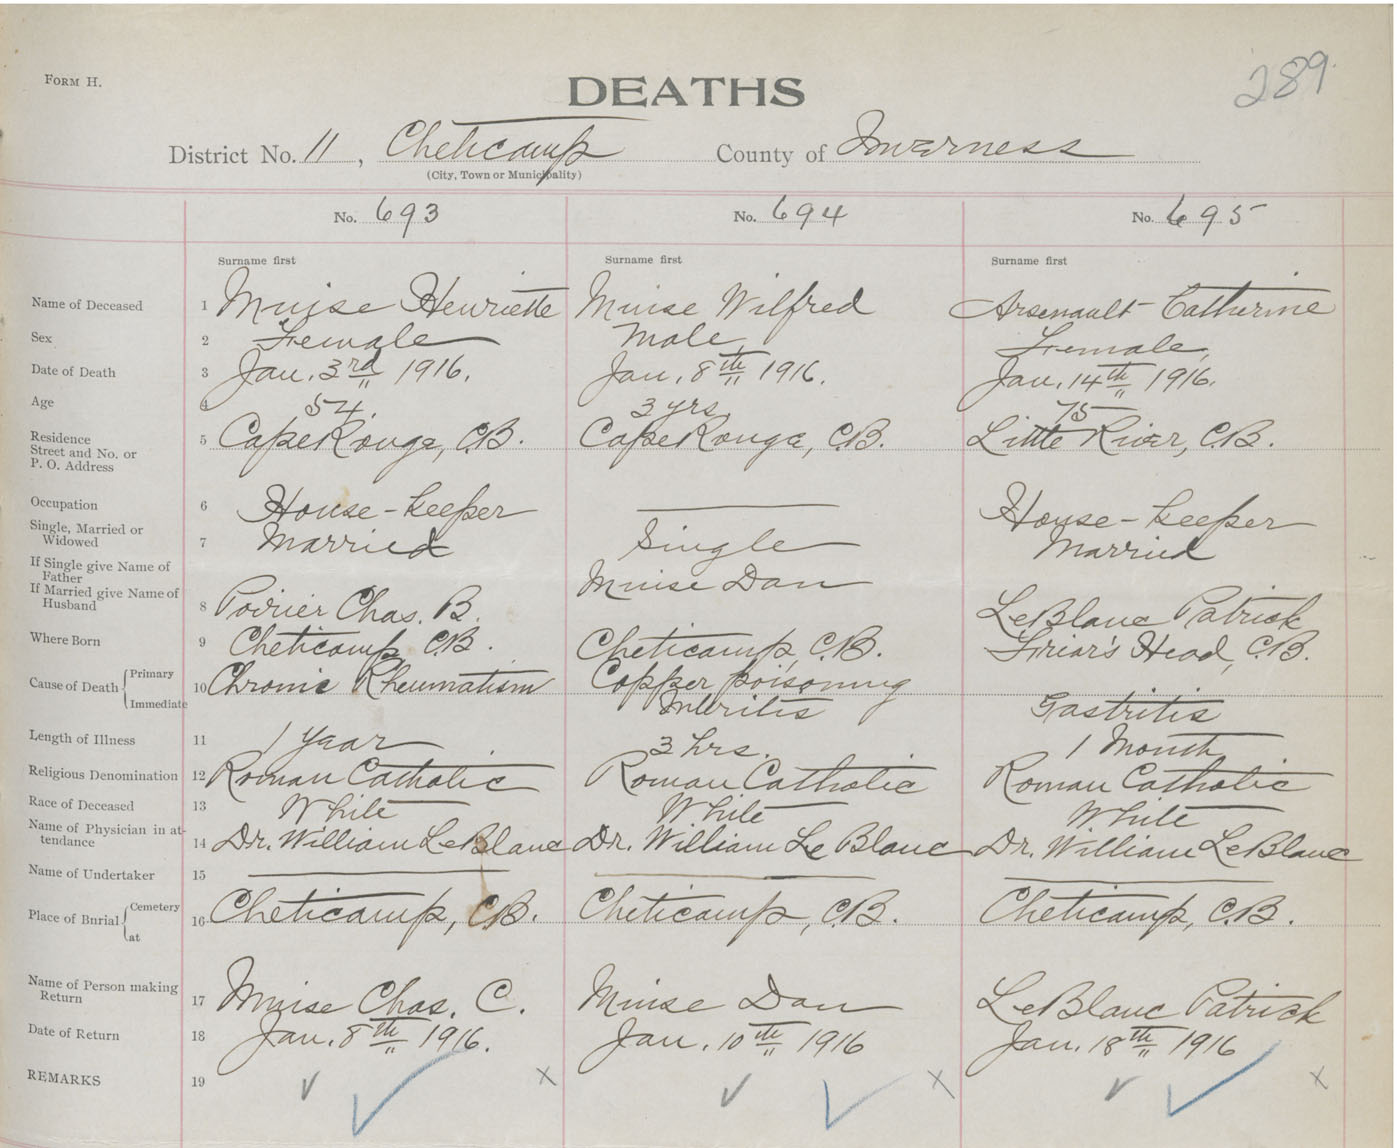 289.
FORM H.
DEATHS
District No. 11, Cheticamp County of Inverness
(City, Town or Municipality)
No. 693 No. 694 No. 695
Surname first Surname first Surname first
Name of Deceased 1 Muise Henriette Muise Wilfred Arsenault Catherine
Sex 2 Female Male Female,
Date of Death 3 Jan. 3rd 1916. Jan. 8th 1916. Jan. 14th 1916.
Age 4 54. 3 yrs. 75
Residence Street and No. or P. O. Address 5 Cape Rouge, C.B. Cape Rouge, C.B. Little River, C.B.
Occupation 6 House-keeper — House-keeper
Single, Married or Widowed 7 Married Single Married
If Single give Name of Father Muise Dan
If Married give Name of Husband 8 Poirier Chas. B. LeBlanc Patrick
Where Born 9 Cheticamp, C.B. Cheticamp, C.B. Friar's Head, C.B.
Cause of Death { Primary 10 Chronic Rheumatism Copper poisoning
Immediate Enteritis Gastritis
Length of Illness 11 1 year 3 hrs. 1 Month
Religious Denomination 12 Roman Catholic Roman Catholic Roman Catholic
Race of Deceased 13 White White White
Name of Physician in attendance 14 Dr. William LeBlanc Dr. William Le Blanc Dr. William LeBlanc
Name of Undertaker 15 — — —
Place of Burial { Cemetery at 16 Cheticamp, C.B. Cheticamp, C.B. Cheticamp, C.B.
Name of Person making Return 17 Muise Chas. C. Muise Dan LeBlanc Patrick
Date of Return 18 Jan. 8th 1916. Jan. 10th 1916 Jan. 18th 1916
REMARKS 19 ✓ ✓ x ✓ ✓ x ✓ ✓ x